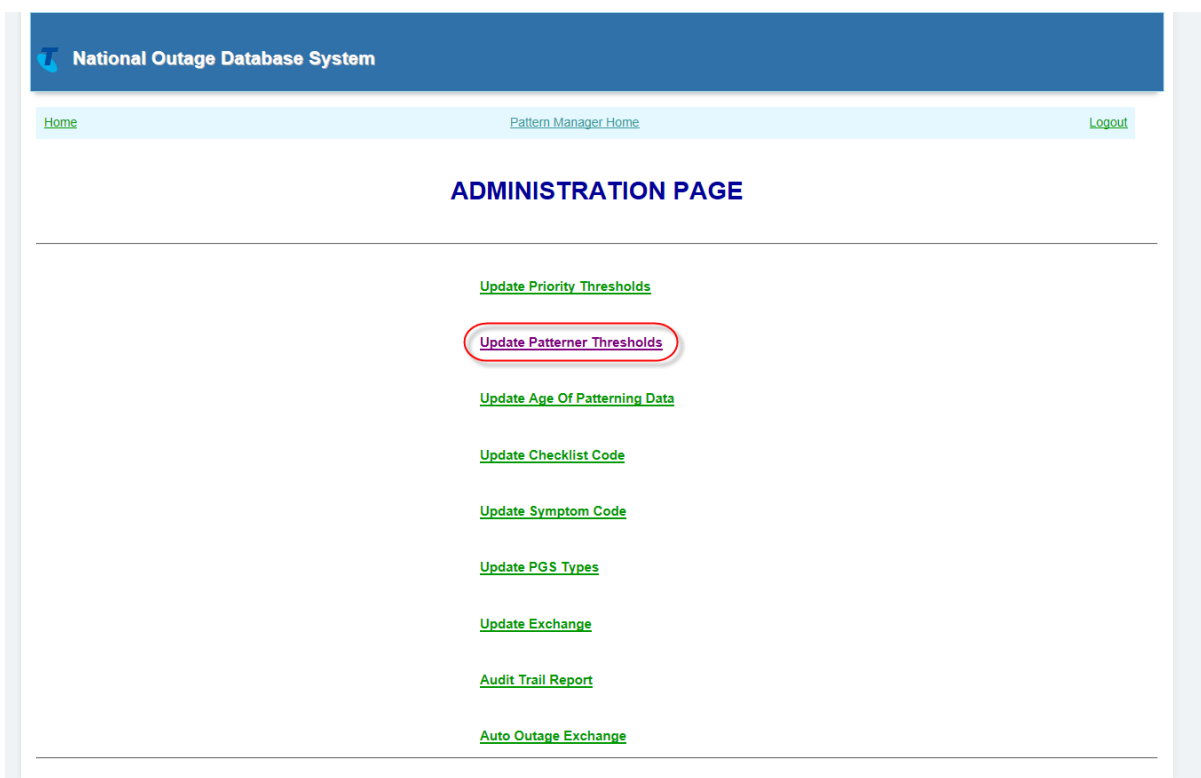 National Outage Database System
Home Pattern Manager Home Logout
ADMINISTRATION PAGE
Update Priority Thresholds
Update Patterner Thresholds
Update Age Of Patterning Data
Update Checklist Code
Update Symptom Code
Update PGS Types
Update Exchange
Audit Trail Report
Auto Outage Exchange